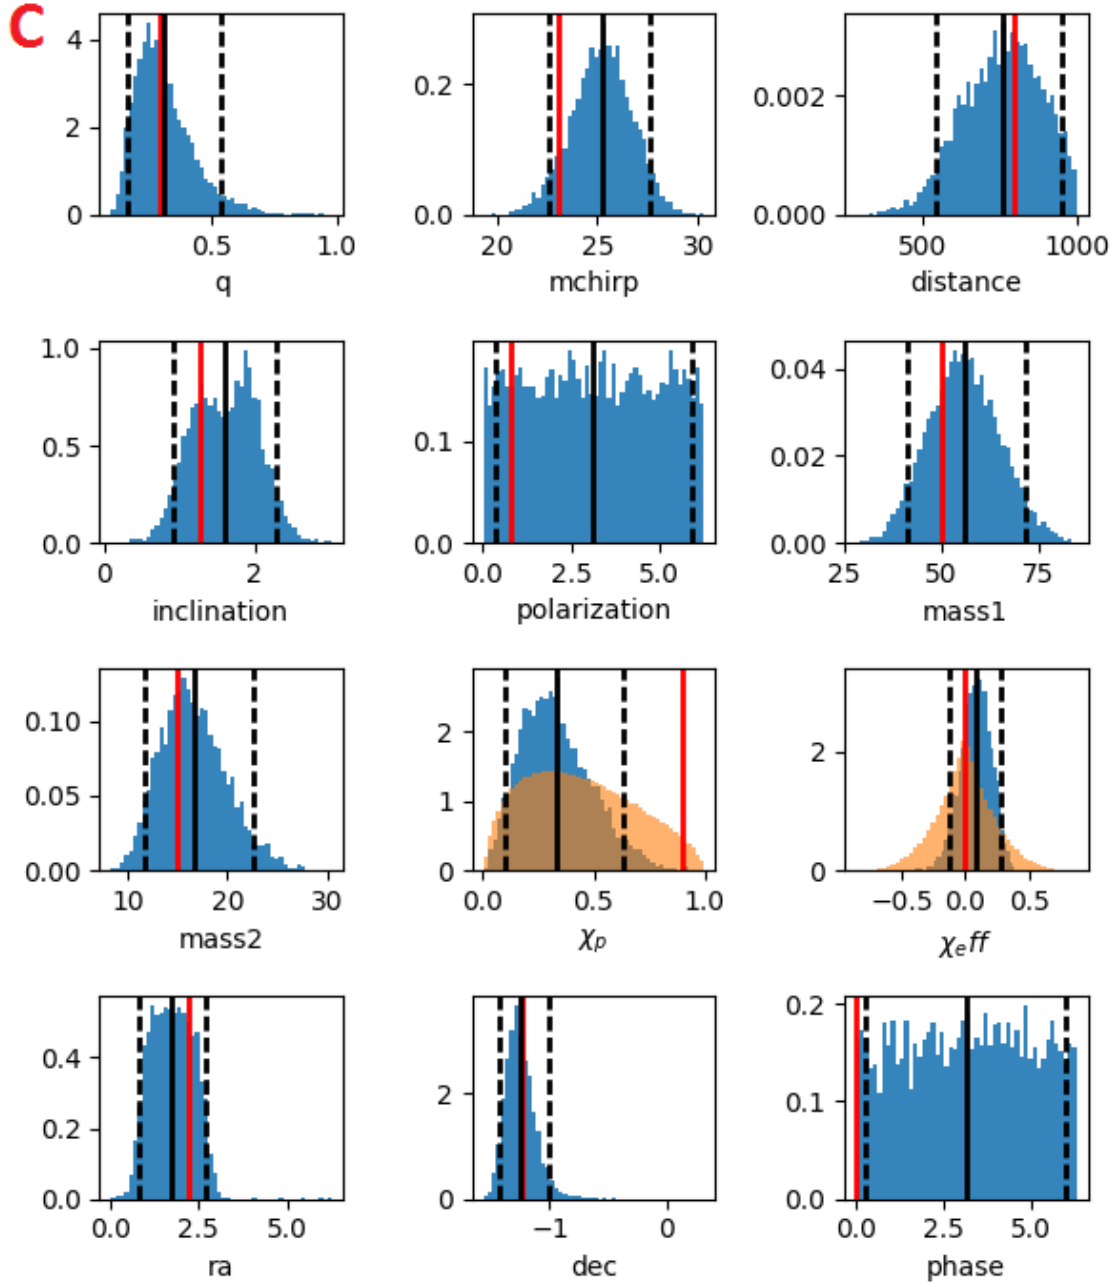 C
4 2 0
0.2 0.0
0.002 0.000
0.5 1.0
20 25 30
500 1000
q mchirp distance
1.0 0.5 0.0
0.1 0.0
0.04 0.02 0.00
0 2
0.0 2.5 5.0
25 50 75
inclination polarization mass1
0.10 0.05 0.00
2 1 0
2 0
10 20 30
0.0 0.5 1.0
−0.5 0.0 0.5
mass2 χp χeff
0.4 0.2 0.0
2 0
0.2 0.1 0.0
0.0 2.5 5.0
−1 0
0.0 2.5 5.0
ra dec phase